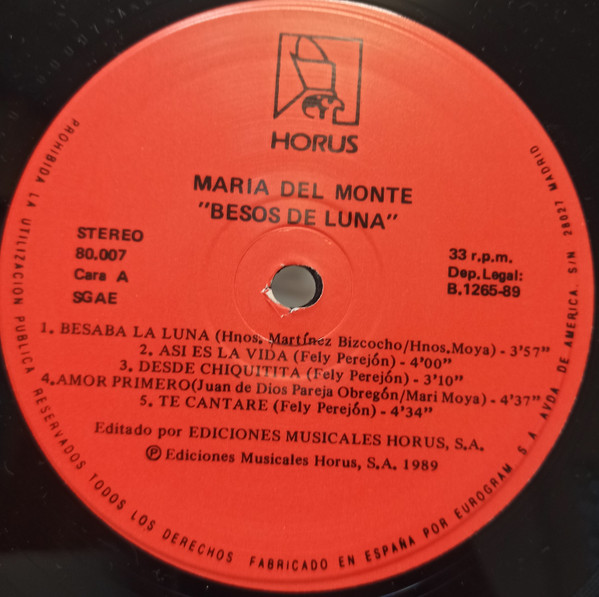 HORUS
MARIA DEL MONTE
"BESOS DE LUNA"
STEREO
80.007
Cara A
SGAE
33 r.p.m.
Dep. Legal:
B.1265-89
1. BESABA LA LUNA (Hnos. Martínez Bizcocho/Hnos.Moya) - 3'57"
2. ASI ES LA VIDA (Fely Perejón) - 4'00"
3. DESDE CHIQUITITA (Fely Perejón) - 3'10"
4.AMOR PRIMERO(Juan de Dios Pareja Obregón/Mari Moya) - 4'37"
5. TE CANTARE (Fely Perejón) - 4'34"
Editado por EDICIONES MUSICALES HORUS, S.A.
Ⓟ Ediciones Musicales Horus, S.A. 1989
PROHIBIDA LA UTILIZACION PUBLICA RESERVADOS TODOS LOS DERECHOS FABRICADO EN ESPAÑA POR EUROGRAM S.A. AVDA. DE AMERICA, S/N 28027 MADRID